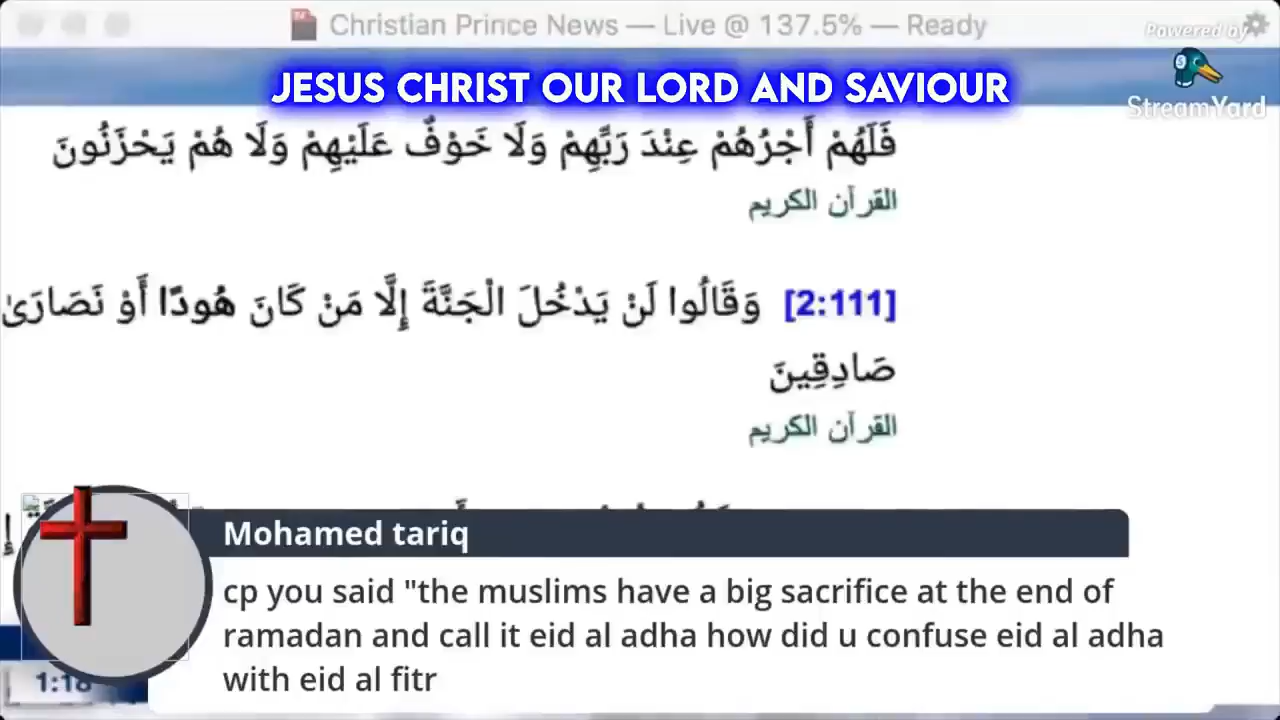 Christian Prince News — Live @ 137.5% — Ready
Powered by
StreamYard
JESUS CHRIST OUR LORD AND SAVIOUR
فَلَهُمْ أَجْرُهُمْ عِنْدَ رَبِّهِمْ وَلَا خَوْفٌ عَلَيْهِمْ وَلَا هُمْ يَحْزَنُونَ
القرآن الكريم
[2:111] وَقَالُوا لَنْ يَدْخُلَ الْجَنَّةَ إِلَّا مَنْ كَانَ هُودًا أَوْ نَصَارَىٰ
صَادِقِينَ
القرآن الكريم
Mohamed tariq
cp you said "the muslims have a big sacrifice at the end of
ramadan and call it eid al adha how did u confuse eid al adha
with eid al fitr